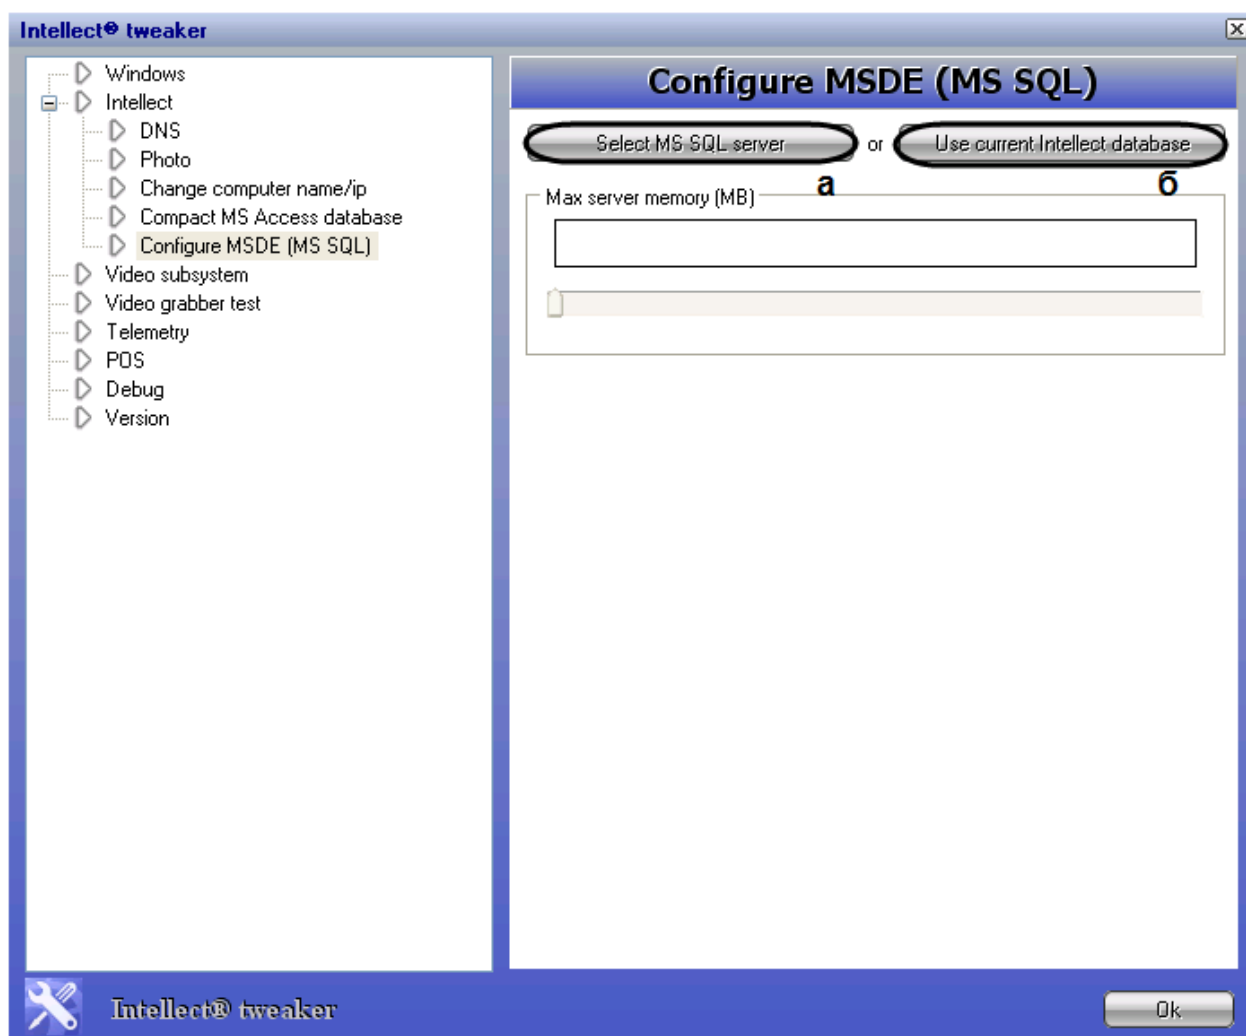 Intellect® tweaker
Windows
Intellect
DNS
Photo
Change computer name/ip
Compact MS Access database
Configure MSDE (MS SQL)
Video subsystem
Video grabber test
Telemetry
POS
Debug
Version
Configure MSDE (MS SQL)
Select MS SQL server or Use current Intellect database
а б
Max server memory (MB)
Intellect® tweaker
Ok